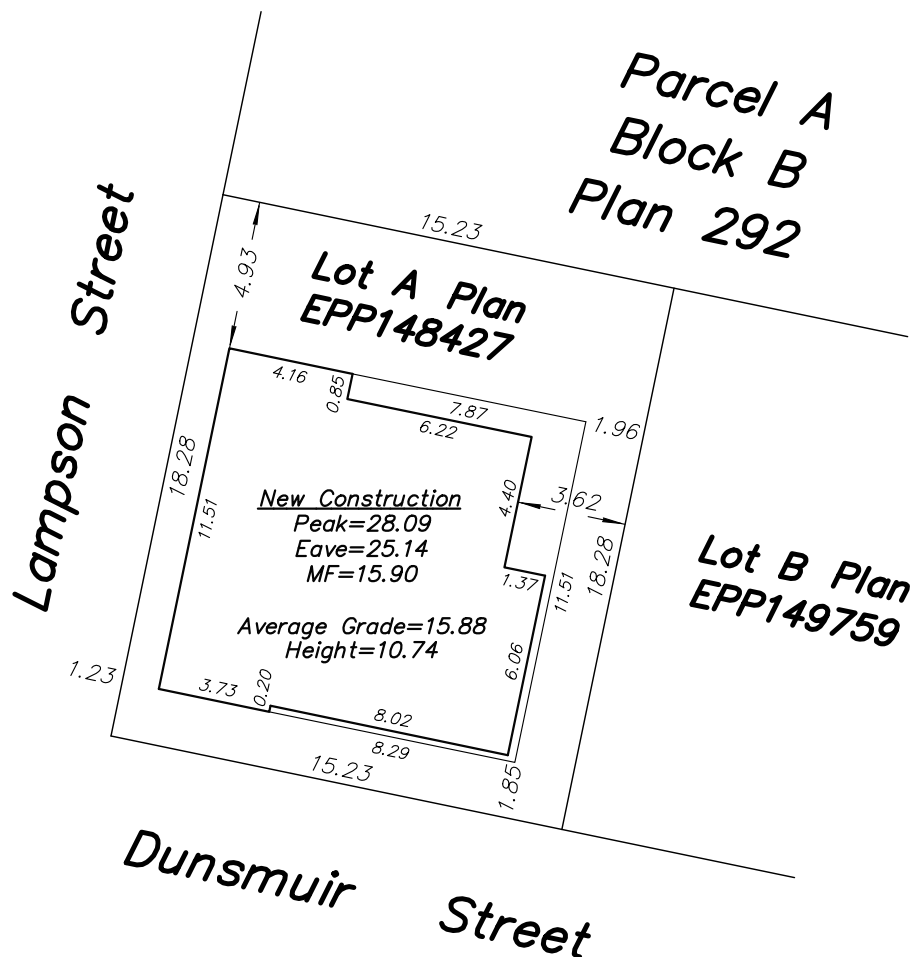 Parcel A
Block B
Plan 292
Lampson Street
15.23
4.93
Lot A Plan
EPP148427
4.16
0.85
7.87
6.22
1.96
18.28
11.51
New Construction
Peak=28.09
Eave=25.14
MF=15.90
4.40
3.62
1.37
11.51
18.28
Lot B Plan
EPP149759
Average Grade=15.88
Height=10.74
6.06
1.23
3.73
0.20
8.02
8.29
15.23
1.85
Dunsmuir Street